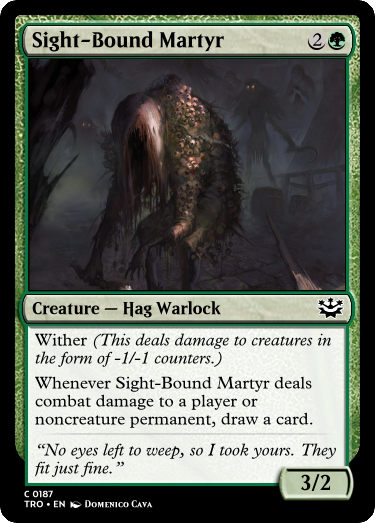 Sight-Bound Martyr 2
Creature — Hag Warlock
Wither (This deals damage to creatures in
the form of -1/-1 counters.)
Whenever Sight-Bound Martyr deals
combat damage to a player or
noncreature permanent, draw a card.
“No eyes left to weep, so I took yours. They
fit just fine.”
3/2
C 0187
TRO • EN Domenico Cava